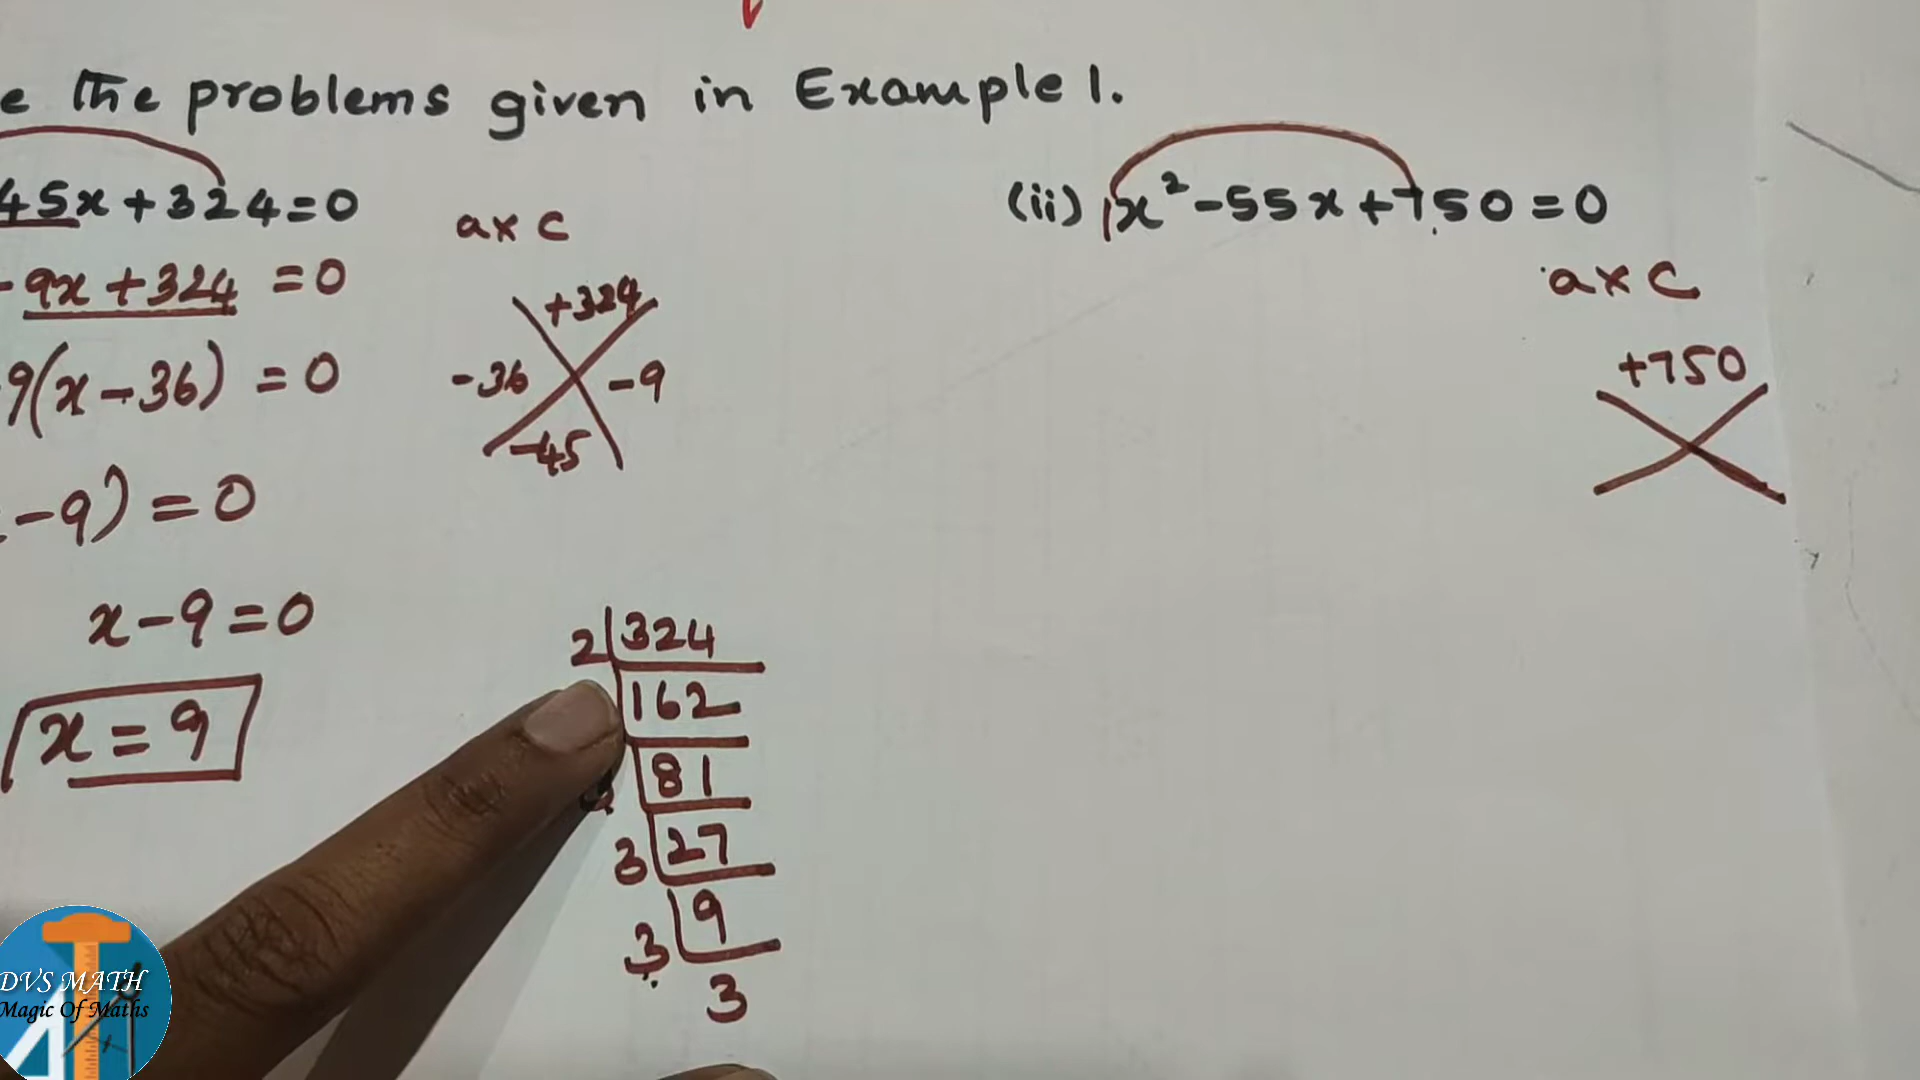 e the problems given in Example 1.
45x+324=0
-9x+324=0
9(x-36)=0
-9)=0
x-9=0
x=9
axc
+324
-36 -9
-45
2|324
162
81
3|27
3|9
3
(ii) 1x²-55x+750=0
axc
+750
DVS MATH
Magic Of Maths